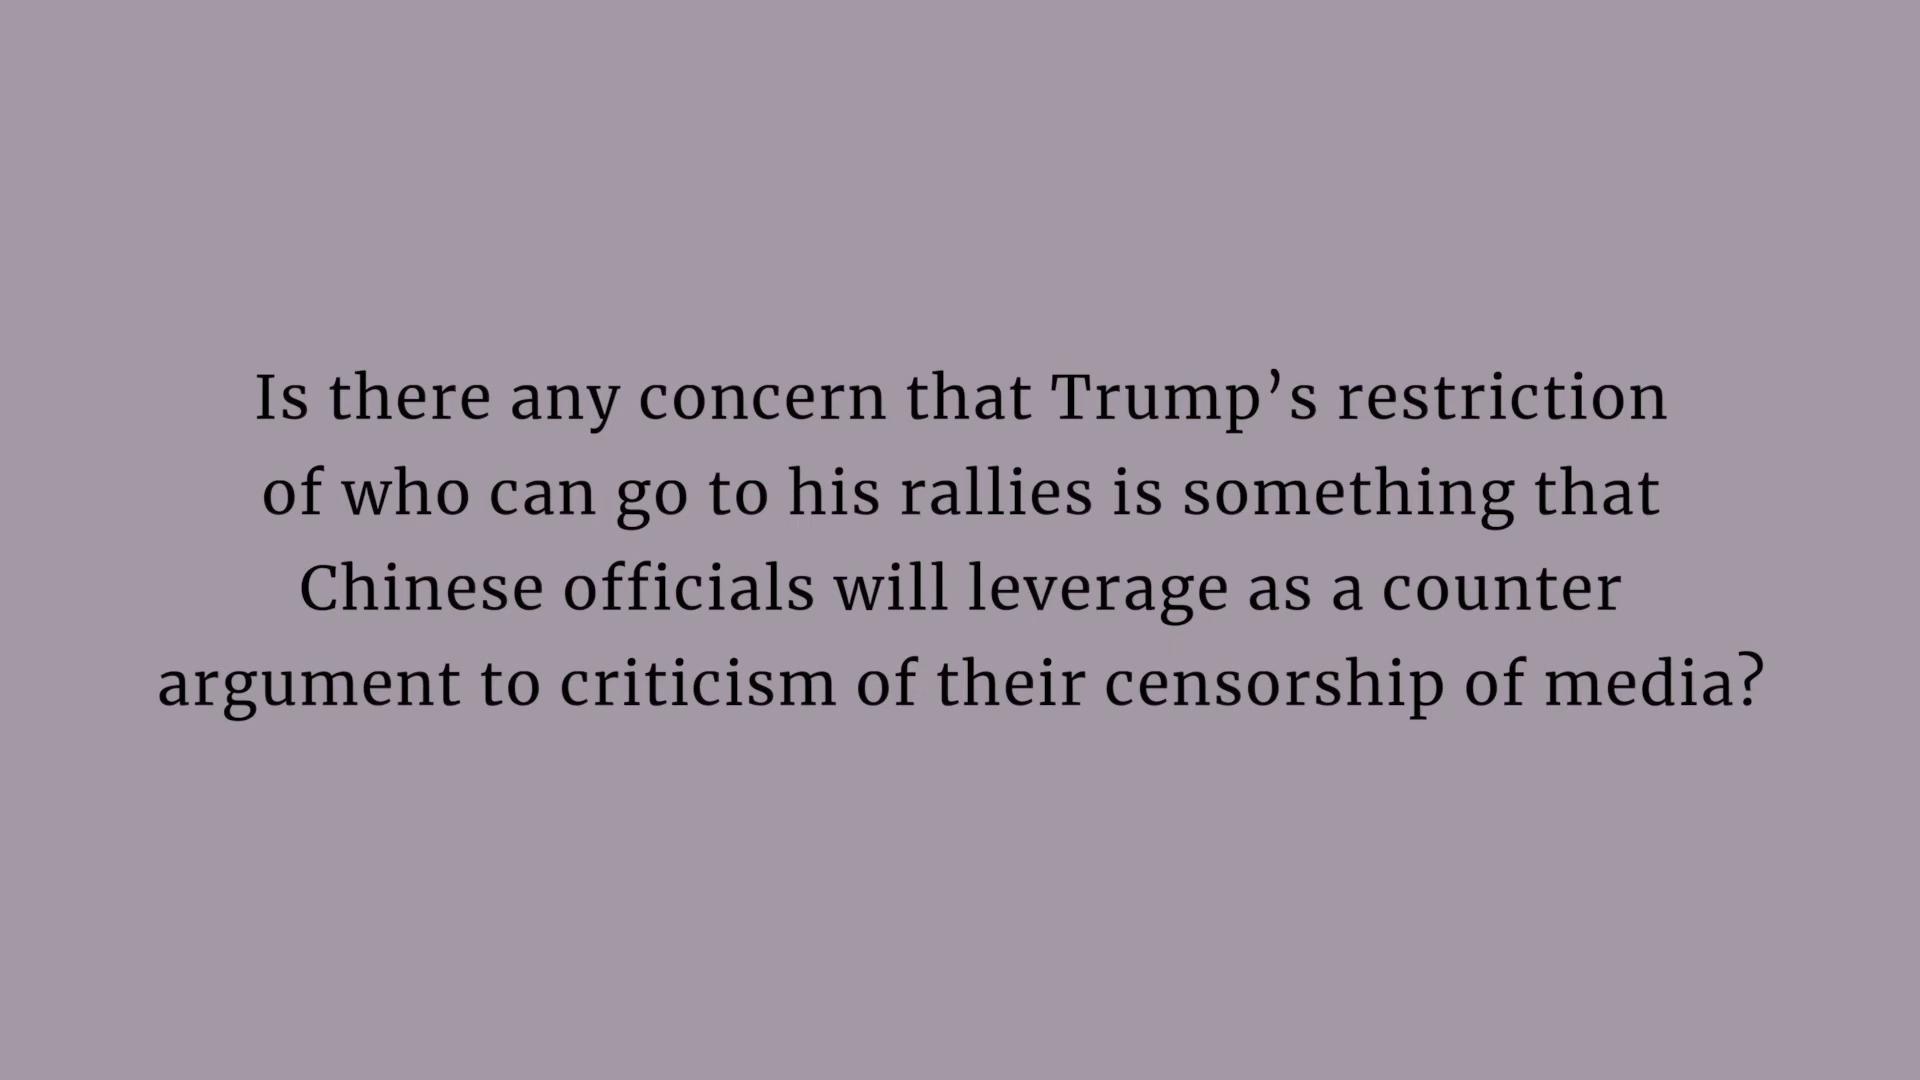 Is there any concern that Trump’s restriction
of who can go to his rallies is something that
Chinese officials will leverage as a counter
argument to criticism of their censorship of media?